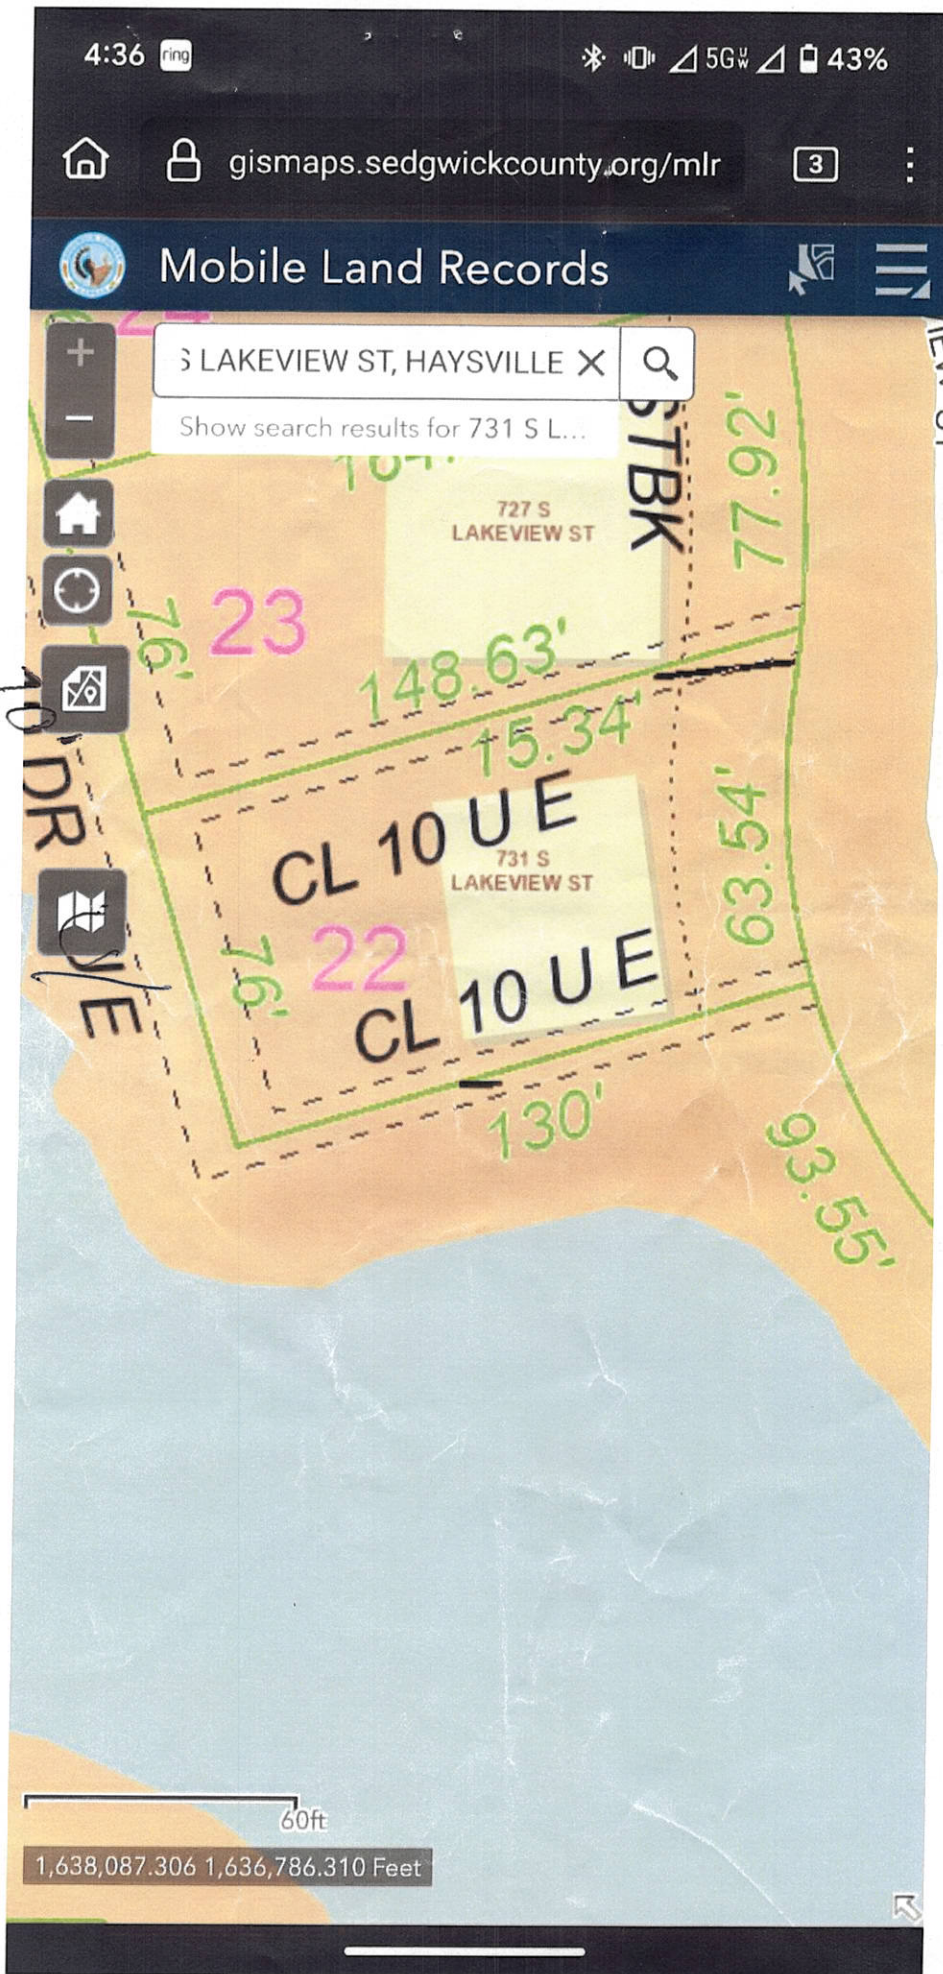 4:36 ring 5G UW 43%
gismaps.sedgwickcounty.org/mlr 3
Mobile Land Records
S LAKEVIEW ST, HAYSVILLE
Show search results for 731 S L...
STBK
77.92'
727 S
LAKEVIEW ST
23
76'
148.63'
15.34'
10'
DR
CL 10 U E
731 S
LAKEVIEW ST
63.54'
22
76'
CL 10 U E
U/E
130'
93.55'
60ft
1,638,087.306 1,636,786.310 Feet